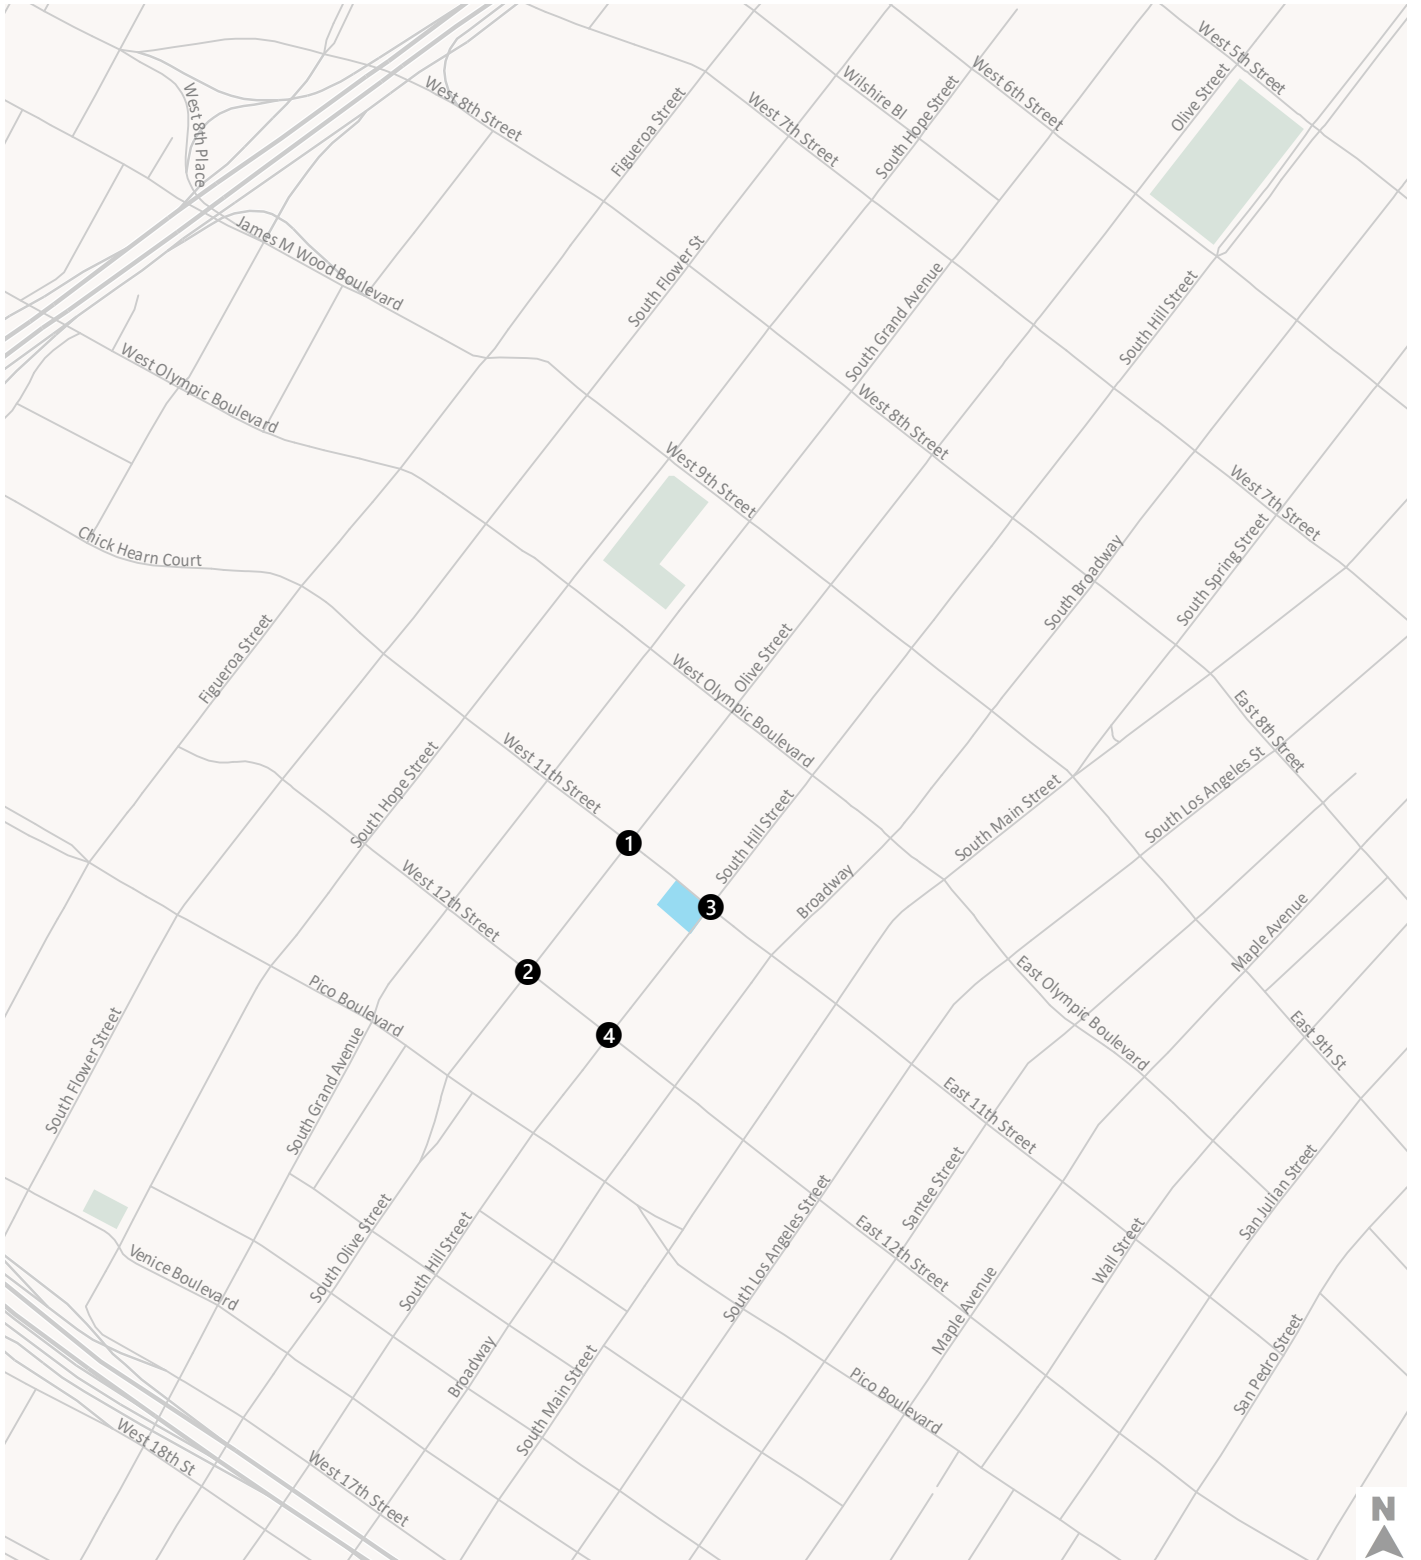 West 5th Street
West 8th Street
West 8th Place
Figueroa Street
West 7th Street
Wilshire Bl
South Hope Street
West 6th Street
Olive Street
James M Wood Boulevard
South Flower St
South Grand Avenue
South Hill Street
West Olympic Boulevard
West 8th Street
West 9th Street
West 7th Street
Chick Hearn Court
South Broadway
South Spring Street
Figueroa Street
Olive Street
West Olympic Boulevard
East 8th Street
South Hope Street
West 11th Street
South Hill Street
South Main Street
South Los Angeles St
1
West 12th Street
3
Broadway
Maple Avenue
2
4
Pico Boulevard
East Olympic Boulevard
East 9th St
South Flower Street
South Grand Avenue
East 11th Street
Santee Street
San Julian Street
South Olive Street
South Hill Street
South Los Angeles Street
East 12th Street
Wall Street
Venice Boulevard
Maple Avenue
Broadway
South Main Street
Pico Boulevard
San Pedro Street
West 18th St
West 17th Street
N